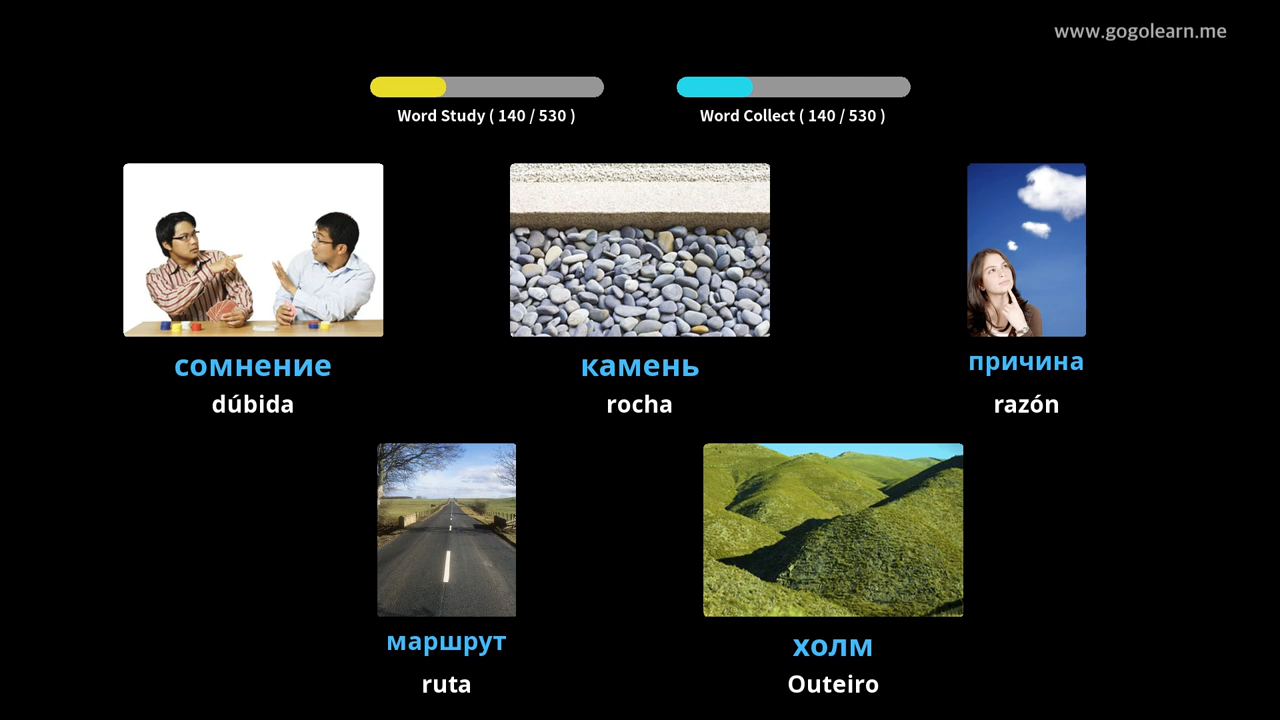 www.gogolearn.me
Word Study ( 140 / 530 )
Word Collect ( 140 / 530 )
сомнение
dúbida
камень
rocha
причина
razón
маршрут
ruta
холм
Outeiro